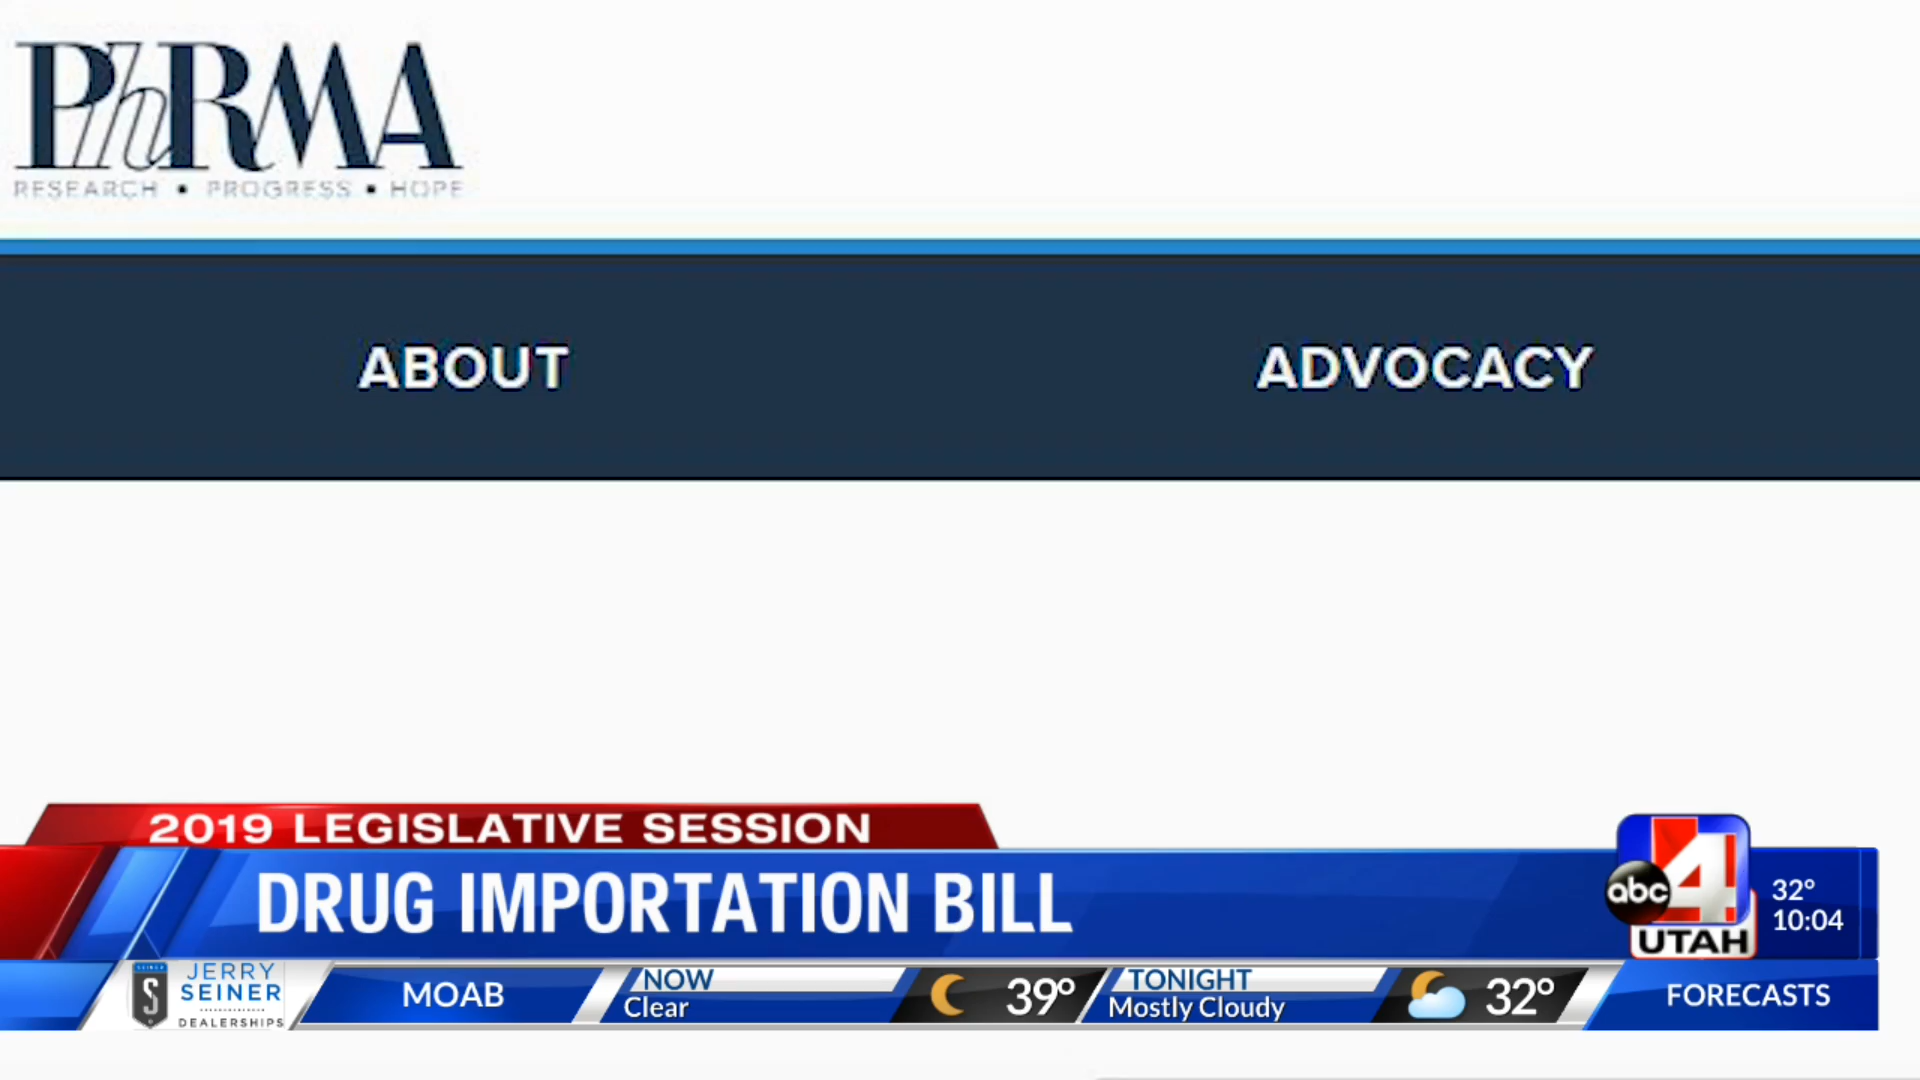 PhRMA
RESEARCH • PROGRESS • HOPE
ABOUT
ADVOCACY
2019 LEGISLATIVE SESSION
DRUG IMPORTATION BILL
abc 4
UTAH
32°
10:04
SEINER
S
JERRY
SEINER
DEALERSHIPS
MOAB
NOW
Clear
39°
TONIGHT
Mostly Cloudy
32°
FORECASTS